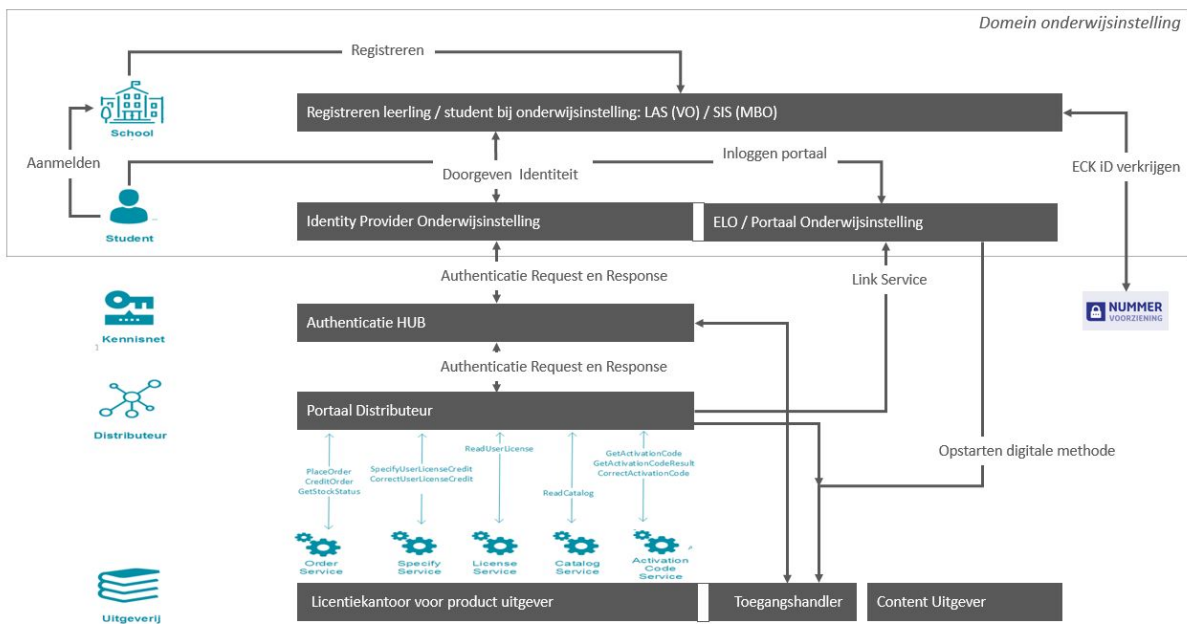 Domein onderwijsinstelling
Registreren
School
Registreren leerling / student bij onderwijsinstelling: LAS (VO) / SIS (MBO)
Aanmelden
Inloggen portaal
Doorgeven Identiteit
ECK iD verkrijgen
Student
Identity Provider Onderwijsinstelling
ELO / Portaal Onderwijsinstelling
Authenticatie Request en Response
Link Service
Kennisnet
Authenticatie HUB
NUMMER
VOORZIENING
Authenticatie Request en Response
Distributeur
Portaal Distributeur
Opstarten digitale methode
PlaceOrder
CreditOrder
GetStockStatus
SpecifyUserLicenseCredit
CorrectUserLicenseCredit
ReadUserLicense
ReadCatalog
GetActivationCode
GetActivationCodeResult
CorrectActivationCode
Order
Service
Specify
Service
License
Service
Catalog
Service
Activation
Code
Service
Uitgeverij
Licentiekantoor voor product uitgever
Toegangshandler
Content Uitgever